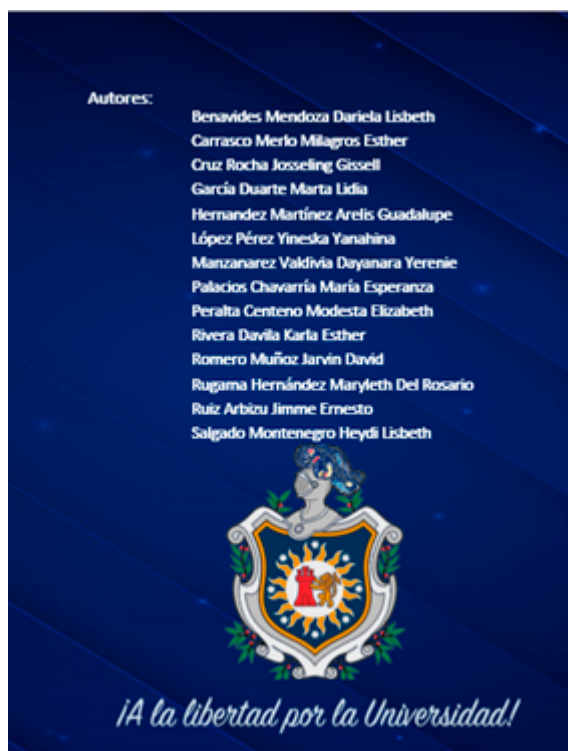 Autores:
Benavides Mendoza Dariela Lisbeth
Carrasco Merlo Milagros Esther
Cruz Rocha Josseling Gissell
García Duarte Marta Lidia
Hernandez Martínez Arelis Guadalupe
López Pérez Yineska Yanahina
Manzanarez Valdivia Dayanara Yerenie
Palacios Chavarría María Esperanza
Peralta Centeno Modesta Elizabeth
Rivera Davila Karla Esther
Romero Muñoz Jarvin David
Rugama Hernández Maryleth Del Rosario
Ruiz Arbizu Jimme Ernesto
Salgado Montenegro Heydi Lisbeth
¡A la libertad por la Universidad!